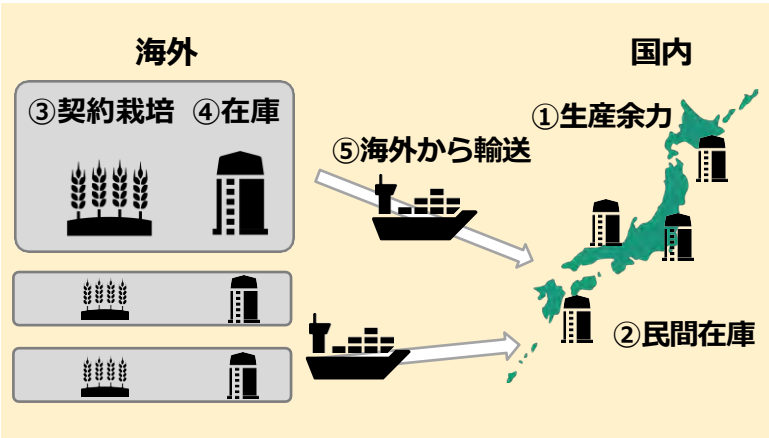 海外
国内
③契約栽培
④在庫
①生産余力
⑤海外から輸送
②民間在庫